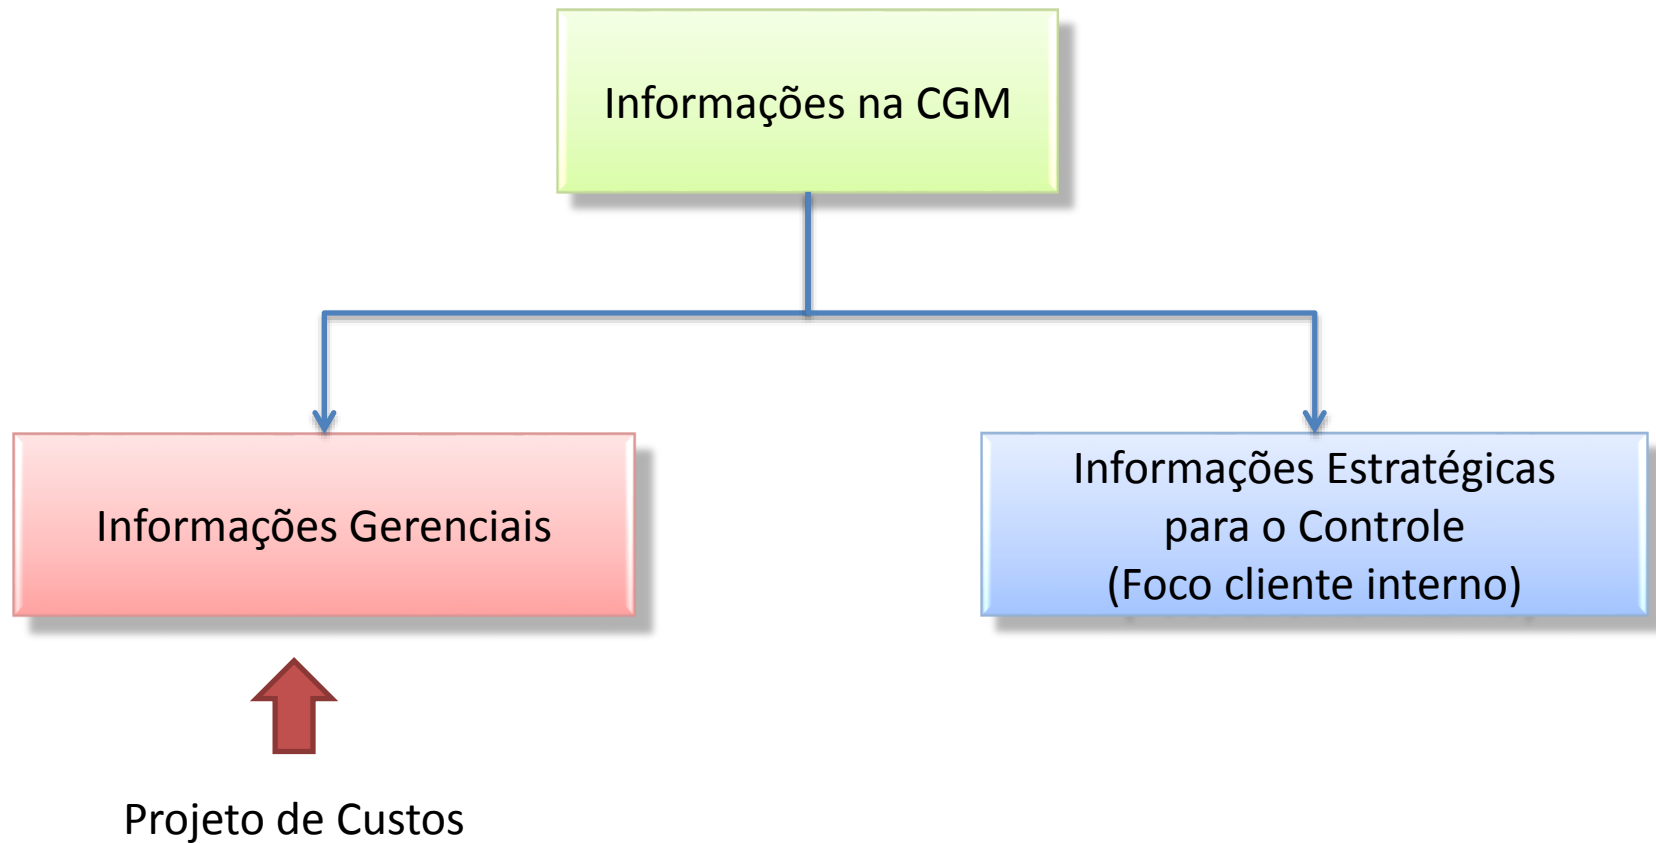 Informações na CGM
Informações Gerenciais
Informações Estratégicas
para o Controle
(Foco cliente interno)
Projeto de Custos